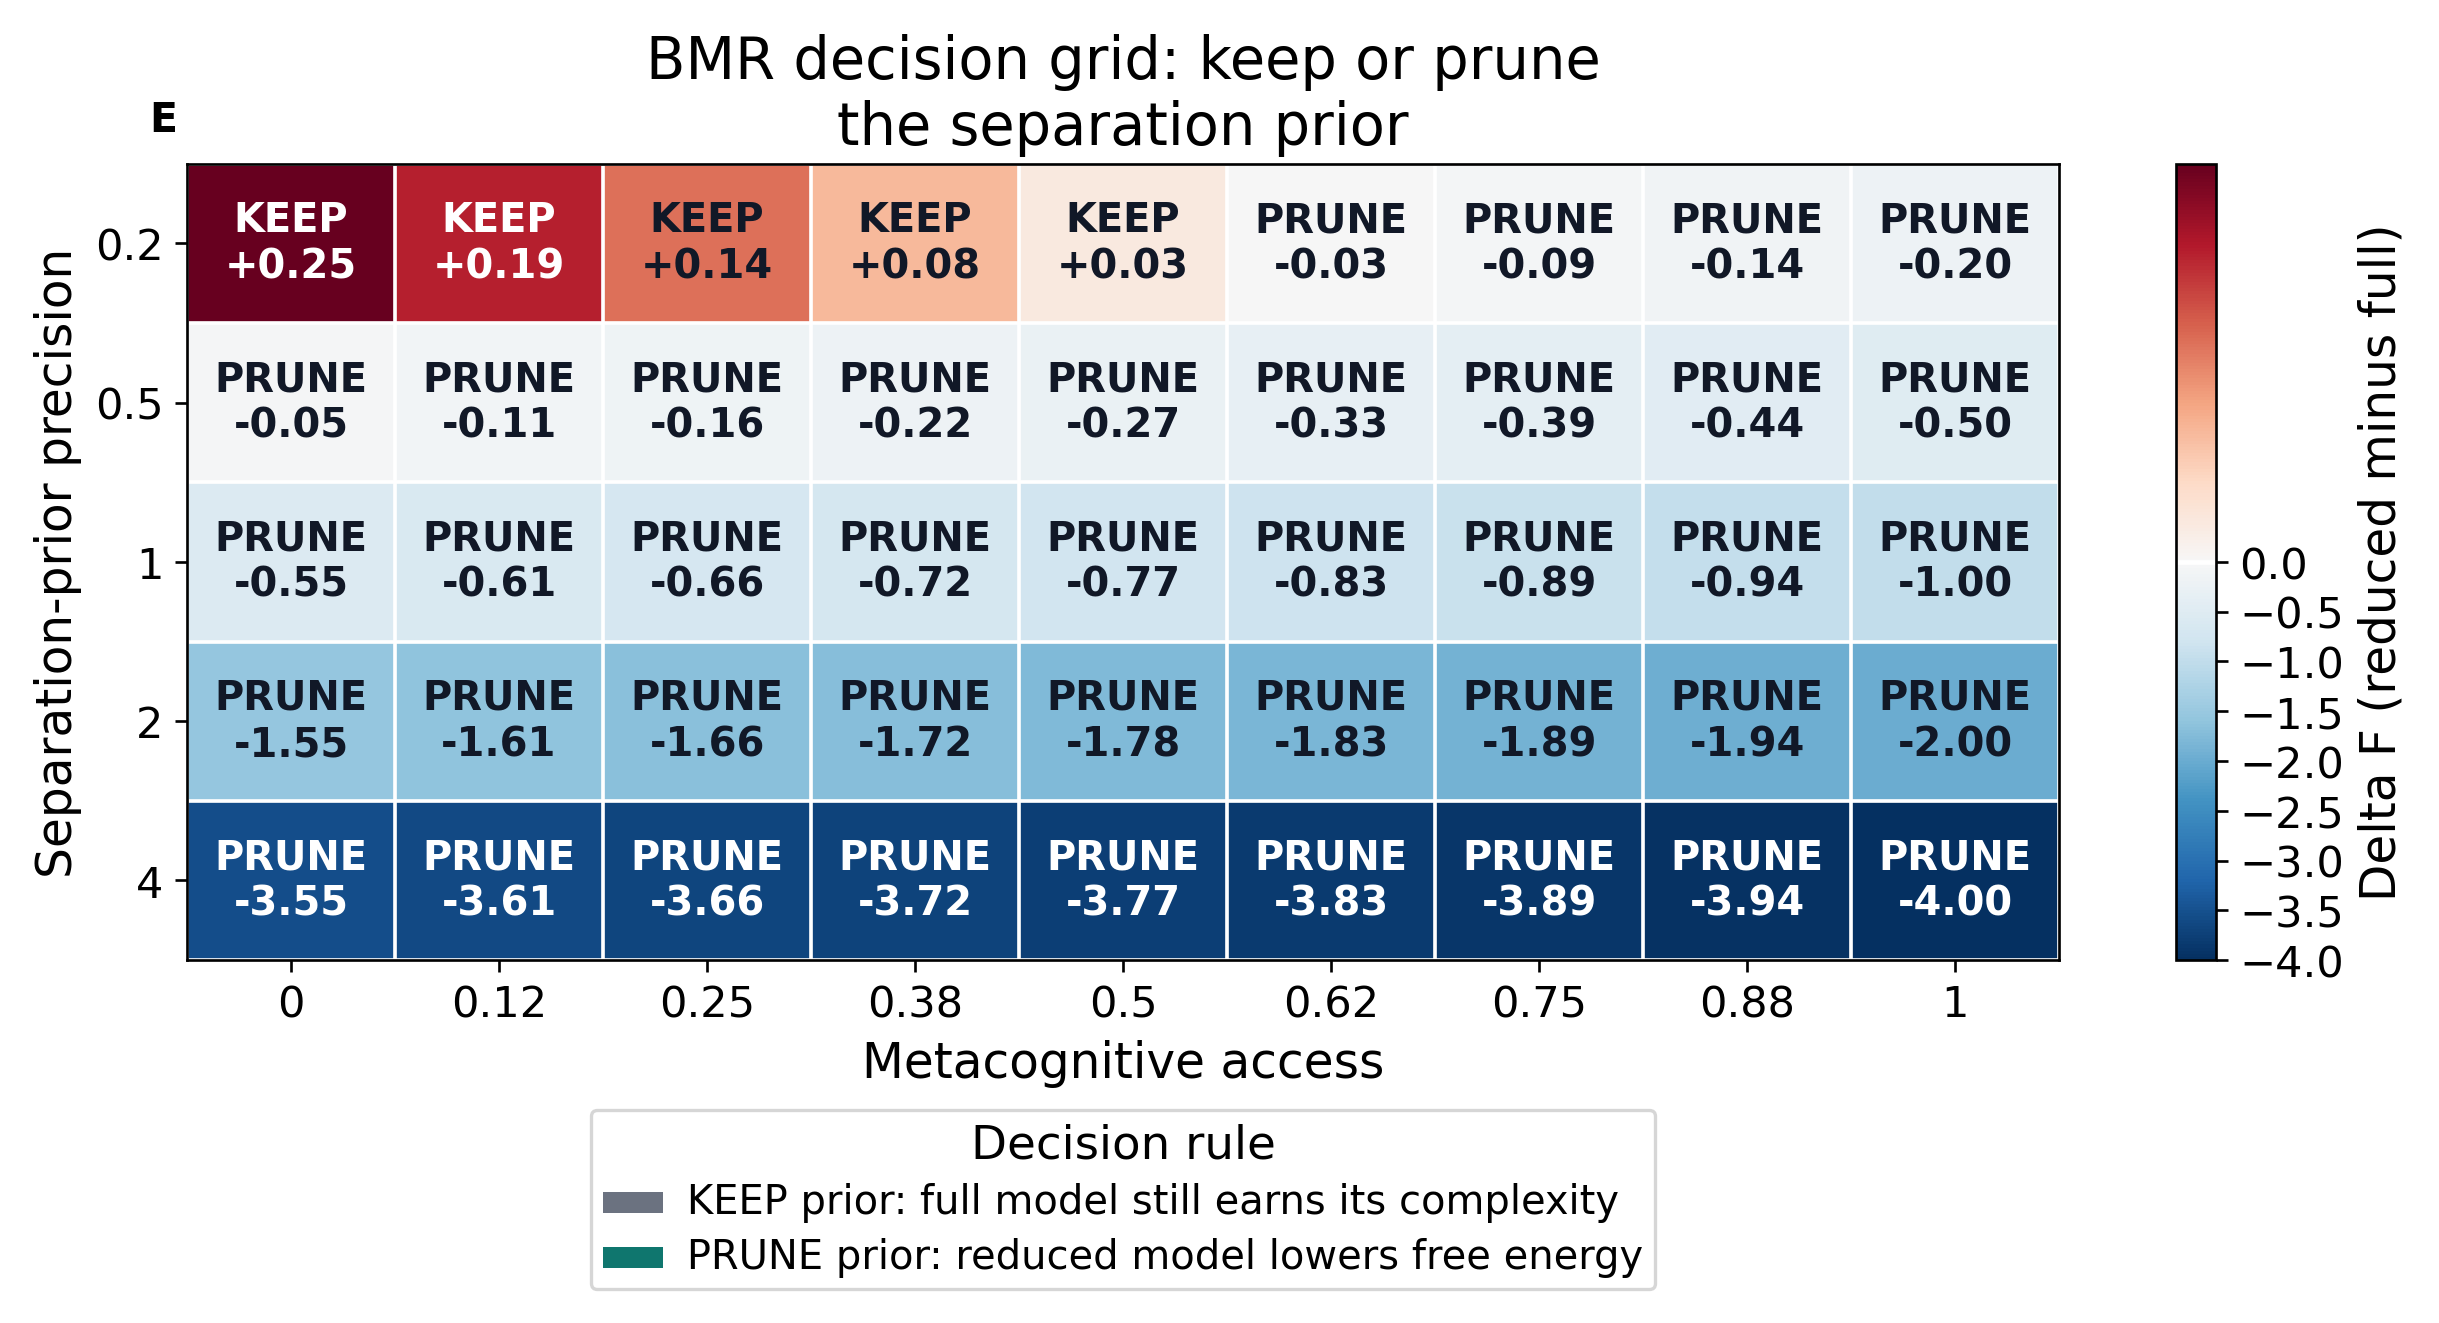 BMR decision grid: keep or prune
the separation prior
E
Separation-prior precision
0.2
KEEP KEEP KEEP KEEP KEEP PRUNE PRUNE PRUNE PRUNE
+0.25 +0.19 +0.14 +0.08 +0.03 -0.03 -0.09 -0.14 -0.20
0.5
PRUNE PRUNE PRUNE PRUNE PRUNE PRUNE PRUNE PRUNE PRUNE
-0.05 -0.11 -0.16 -0.22 -0.27 -0.33 -0.39 -0.44 -0.50
1
PRUNE PRUNE PRUNE PRUNE PRUNE PRUNE PRUNE PRUNE PRUNE
-0.55 -0.61 -0.66 -0.72 -0.77 -0.83 -0.89 -0.94 -1.00
2
PRUNE PRUNE PRUNE PRUNE PRUNE PRUNE PRUNE PRUNE PRUNE
-1.55 -1.61 -1.66 -1.72 -1.78 -1.83 -1.89 -1.94 -2.00
4
PRUNE PRUNE PRUNE PRUNE PRUNE PRUNE PRUNE PRUNE PRUNE
-3.55 -3.61 -3.66 -3.72 -3.77 -3.83 -3.89 -3.94 -4.00
0 0.12 0.25 0.38 0.5 0.62 0.75 0.88 1
Metacognitive access
0.0
−0.5
−1.0
−1.5
−2.0
−2.5
−3.0
−3.5
−4.0
Delta F (reduced minus full)
Decision rule
KEEP prior: full model still earns its complexity
PRUNE prior: reduced model lowers free energy